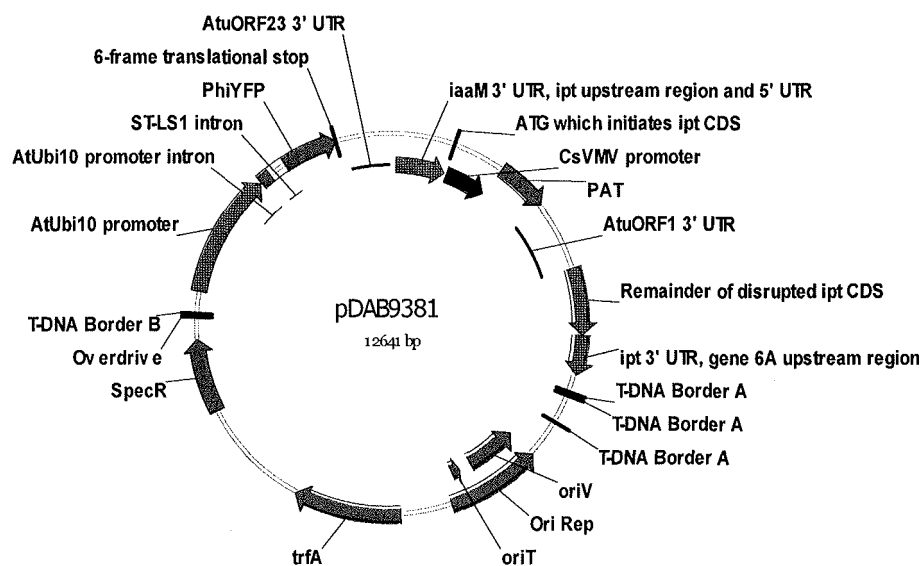 AtuORF23 3' UTR
6-frame translational stop
PhiYFP
iaaM 3' UTR, ipt upstream region and 5' UTR
ST-LS1 intron
ATG which initiates ipt CDS
AtUbi10 promoter intron
CsVMV promoter
PAT
AtUbi10 promoter
AtuORF1 3' UTR
pDAB9381
12641 bp
Remainder of disrupted ipt CDS
T-DNA Border B
Overdrive
ipt 3' UTR, gene 6A upstream region
SpecR
T-DNA Border A
T-DNA Border A
T-DNA Border A
oriV
Ori Rep
trfA
oriT